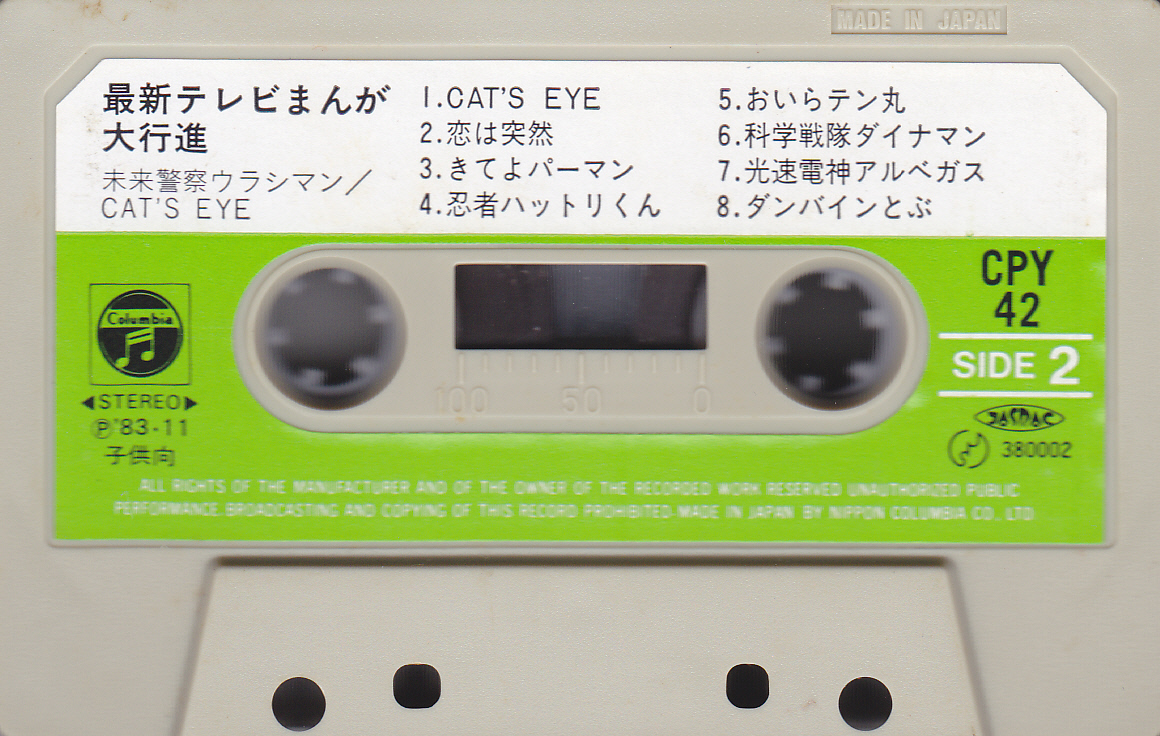 MADE IN JAPAN
最新テレビまんが
大行進
未来警察ウラシマン／
CAT'S EYE
1.CAT'S EYE
2.恋は突然
3.きてよパーマン
4.忍者ハットリくん
5.おいらテン丸
6.科学戦隊ダイナマン
7.光速電神アルベガス
8.ダンバインとぶ
Columbia
◀STEREO▶
Ⓟ'83・11
子供向
100 50 0
CPY
42
SIDE 2
JASRAC
380002
ALL RIGHTS OF THE MANUFACTURER AND OF THE OWNER OF THE RECORDED WORK RESERVED UNAUTHORIZED PUBLIC
PERFORMANCE. BROADCASTING AND COPYING OF THIS RECORD PROHIBITED-MADE IN JAPAN BY NIPPON COLUMBIA CO., LTD